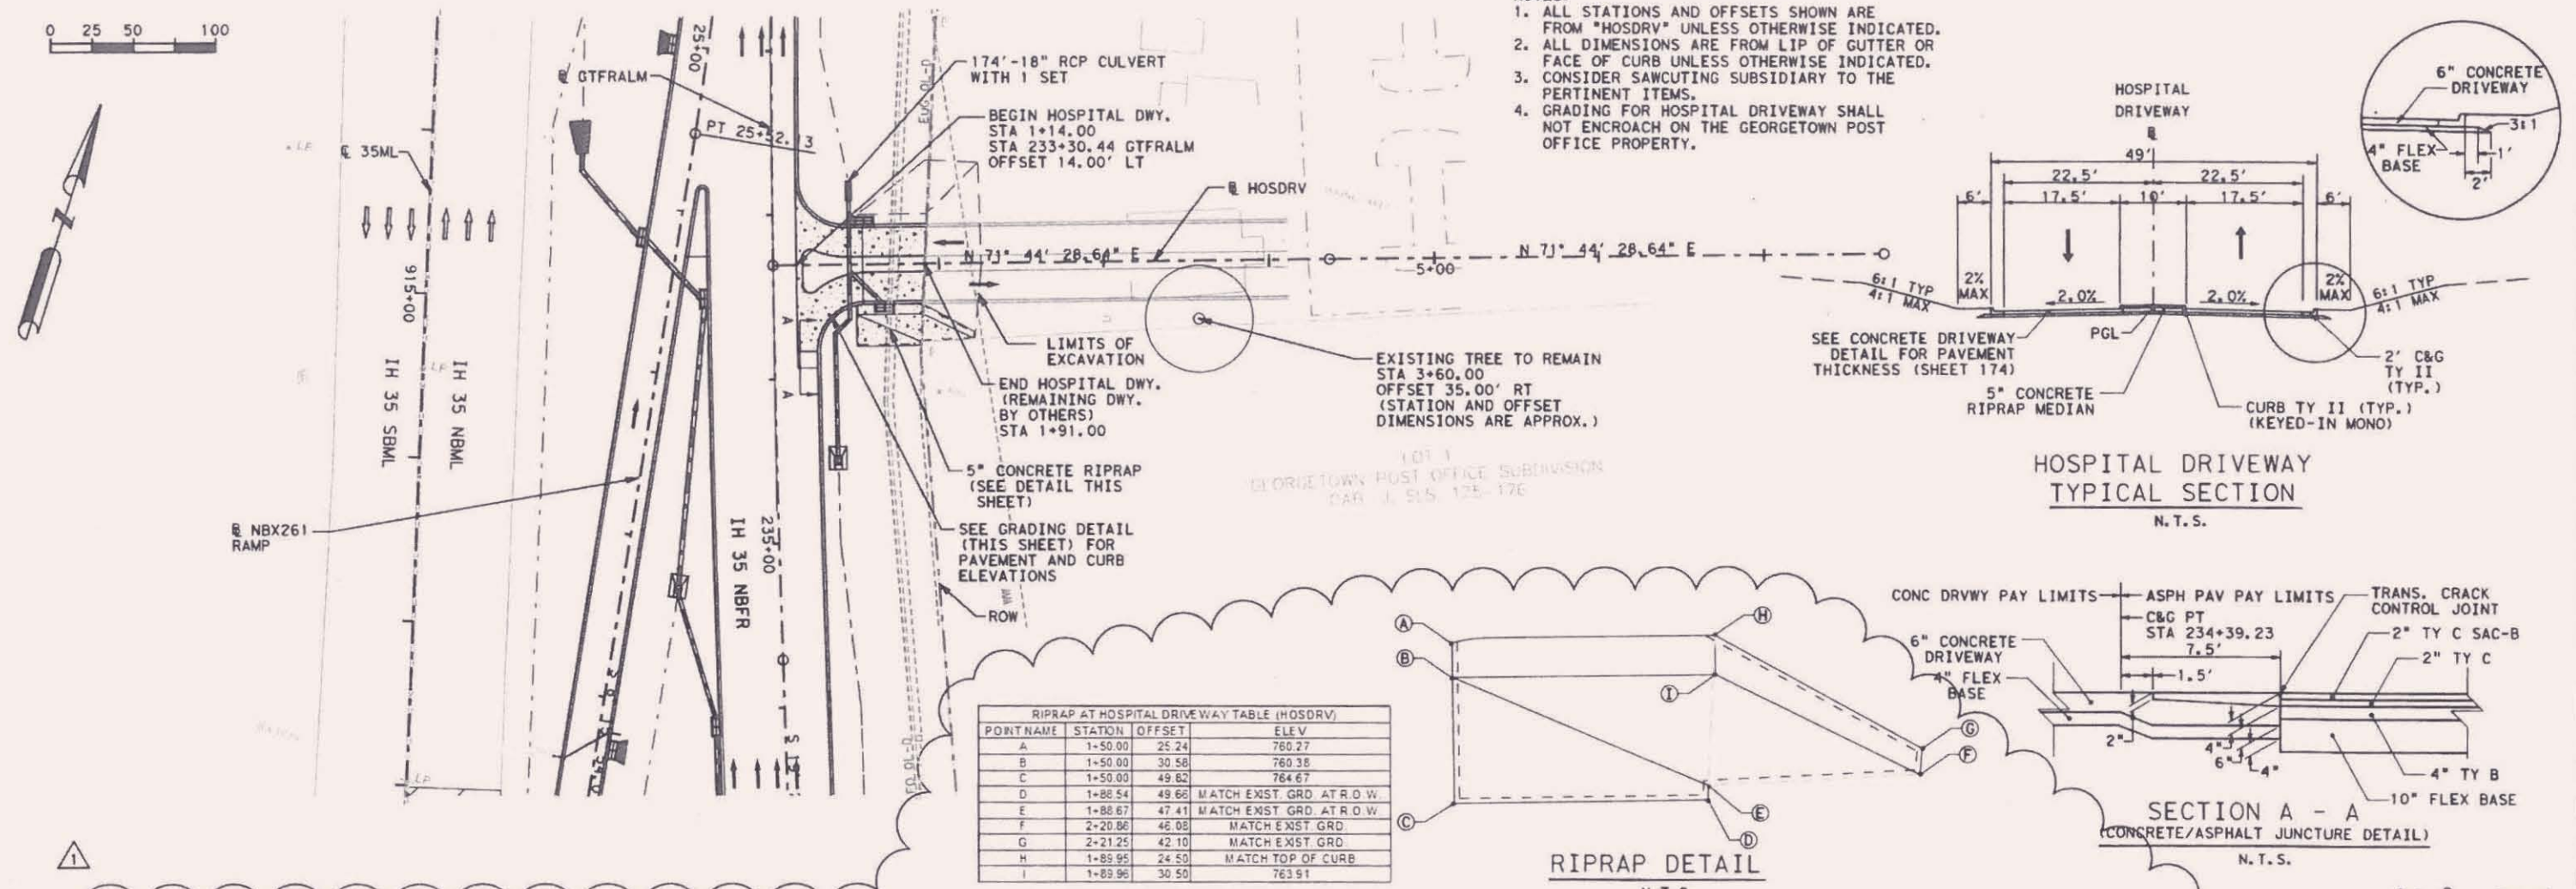 0 25 50 100
℄ 35ML
915+00
IH 35 SBML
IH 35 NBML
℄ NBX261
RAMP
25+00
℄ GTFRALM
PT 25+52.13
235+00
IH 35 NBFR
174'-18" RCP CULVERT
WITH 1 SET
BEGIN HOSPITAL DWY.
STA 1+14.00
STA 233+30.44 GTFRALM
OFFSET 14.00' LT
℄ HOSDRV
N 71° 44' 28.64" E
5+00
N 71° 44' 28.64" E
A
A
LIMITS OF
EXCAVATION
END HOSPITAL DWY.
(REMAINING DWY.
BY OTHERS)
STA 1+91.00
5" CONCRETE RIPRAP
(SEE DETAIL THIS
SHEET)
SEE GRADING DETAIL
(THIS SHEET) FOR
PAVEMENT AND CURB
ELEVATIONS
ROW
EXISTING TREE TO REMAIN
STA 3+60.00
OFFSET 35.00' RT
(STATION AND OFFSET
DIMENSIONS ARE APPROX.)
LOT 1
GEORGETOWN POST OFFICE SUBDIVISION
CAB. J, SLS. 175-176
1. ALL STATIONS AND OFFSETS SHOWN ARE
FROM "HOSDRV" UNLESS OTHERWISE INDICATED.
2. ALL DIMENSIONS ARE FROM LIP OF GUTTER OR
FACE OF CURB UNLESS OTHERWISE INDICATED.
3. CONSIDER SAWCUTING SUBSIDIARY TO THE
PERTINENT ITEMS.
4. GRADING FOR HOSPITAL DRIVEWAY SHALL
NOT ENCROACH ON THE GEORGETOWN POST
OFFICE PROPERTY.
HOSPITAL
DRIVEWAY
℄
49'
22.5' 22.5'
6' 17.5' 10' 17.5' 6'
6:1 TYP
4:1 MAX
2%
MAX
2.0%
2.0%
2%
MAX
6:1 TYP
4:1 MAX
PGL
SEE CONCRETE DRIVEWAY
DETAIL FOR PAVEMENT
THICKNESS (SHEET 174)
5" CONCRETE
RIPRAP MEDIAN
CURB TY II (TYP.)
(KEYED-IN MONO)
2' C&G
TY II
(TYP.)
6" CONCRETE
DRIVEWAY
3:1
4" FLEX
BASE
1'
2'
HOSPITAL DRIVEWAY
TYPICAL SECTION
N.T.S.
RIPRAP AT HOSPITAL DRIVEWAY TABLE (HOSDRV)
POINT NAME STATION OFFSET ELEV
A 1+50.00 25.24 760.27
B 1+50.00 30.58 760.38
C 1+50.00 49.82 764.67
D 1+88.54 49.66 MATCH EXIST. GRD. AT R.O.W.
E 1+88.67 47.41 MATCH EXIST. GRD. AT R.O.W.
F 2+20.86 46.08 MATCH EXIST. GRD.
G 2+21.25 42.10 MATCH EXIST. GRD.
H 1+89.95 24.50 MATCH TOP OF CURB
I 1+89.96 30.50 763.91
A
B
C
D
E
F
G
H
I
RIPRAP DETAIL
CONC DRVWY PAY LIMITS
ASPH PAV PAY LIMITS
C&G PT
STA 234+39.23
7.5'
1.5'
TRANS. CRACK
CONTROL JOINT
2" TY C SAC-B
2" TY C
6" CONCRETE
DRIVEWAY
4" FLEX
BASE
2"
4"
6"
4"
4" TY B
10" FLEX BASE
SECTION A - A
(CONCRETE/ASPHALT JUNCTURE DETAIL)
N.T.S.
1